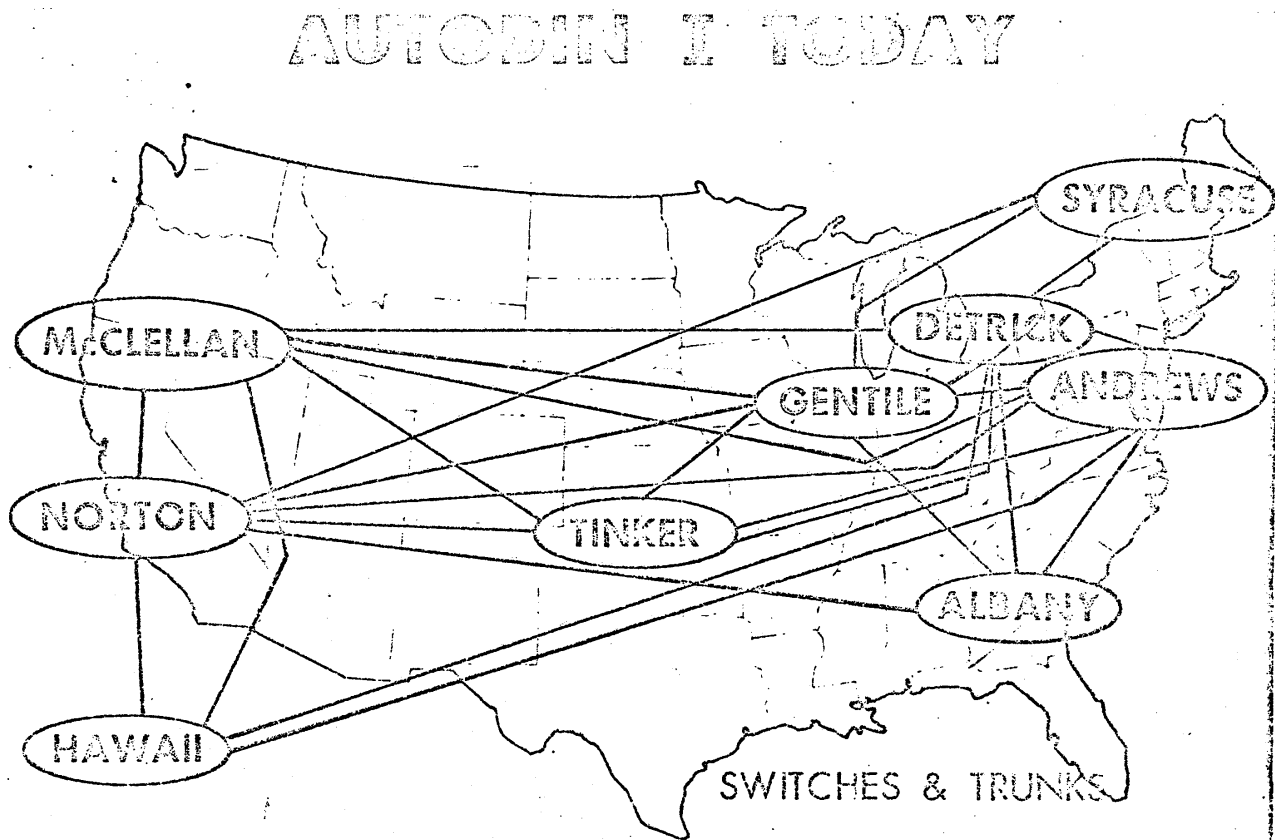 AUTODIN I TODAY
SYRACUSE
McCLELLAN
DETRICK
GENTILE
ANDREWS
NORTON
TINKER
ALBANY
HAWAII
SWITCHES & TRUNKS